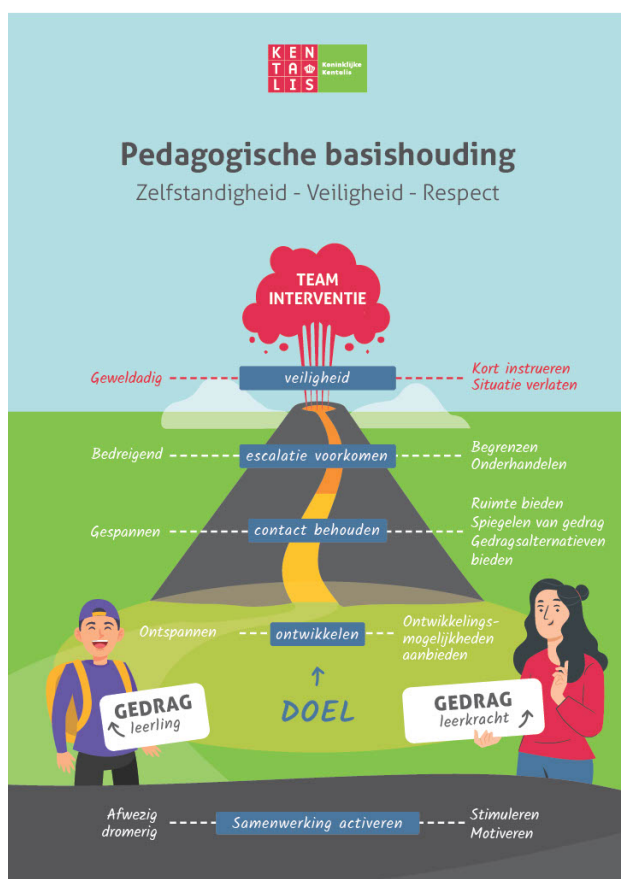 KEN
TA
LIS
Koninklijke
Kentalis
Pedagogische basishouding
Zelfstandigheid - Veiligheid - Respect
TEAM
INTERVENTIE
Geweldadig
veiligheid
Kort instrueren
Situatie verlaten
Bedreigend
escalatie voorkomen
Begrenzen
Onderhandelen
Gespannen
contact behouden
Ruimte bieden
Spiegelen van gedrag
Gedragsalternatieven
bieden
Ontspannen
ontwikkelen
Ontwikkelings-
mogelijkheden
aanbieden
DOEL
GEDRAG
leerling
GEDRAG
leerkracht
Afwezig
dromerig
Samenwerking activeren
Stimuleren
Motiveren